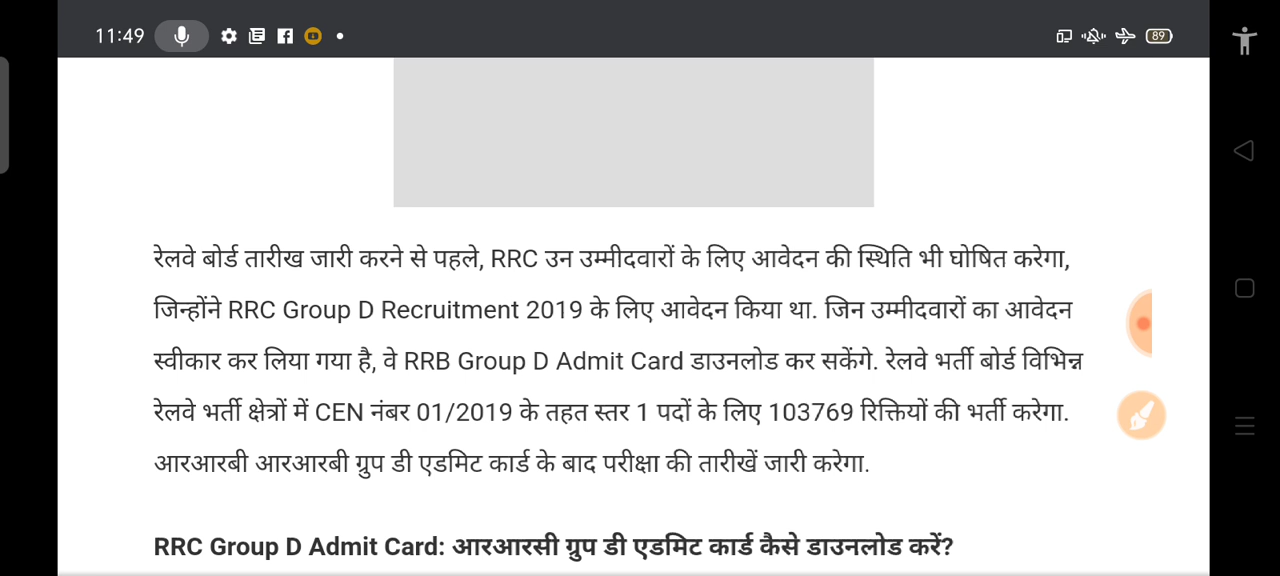 11:49
89
रेलवे बोर्ड तारीख जारी करने से पहले, RRC उन उम्मीदवारों के लिए आवेदन की स्थिति भी घोषित करेगा,
जिन्होंने RRC Group D Recruitment 2019 के लिए आवेदन किया था. जिन उम्मीदवारों का आवेदन
स्वीकार कर लिया गया है, वे RRB Group D Admit Card डाउनलोड कर सकेंगे. रेलवे भर्ती बोर्ड विभिन्न
रेलवे भर्ती क्षेत्रों में CEN नंबर 01/2019 के तहत स्तर 1 पदों के लिए 103769 रिक्तियों की भर्ती करेगा.
आरआरबी आरआरबी ग्रुप डी एडमिट कार्ड के बाद परीक्षा की तारीखें जारी करेगा.
RRC Group D Admit Card: आरआरसी ग्रुप डी एडमिट कार्ड कैसे डाउनलोड करें?